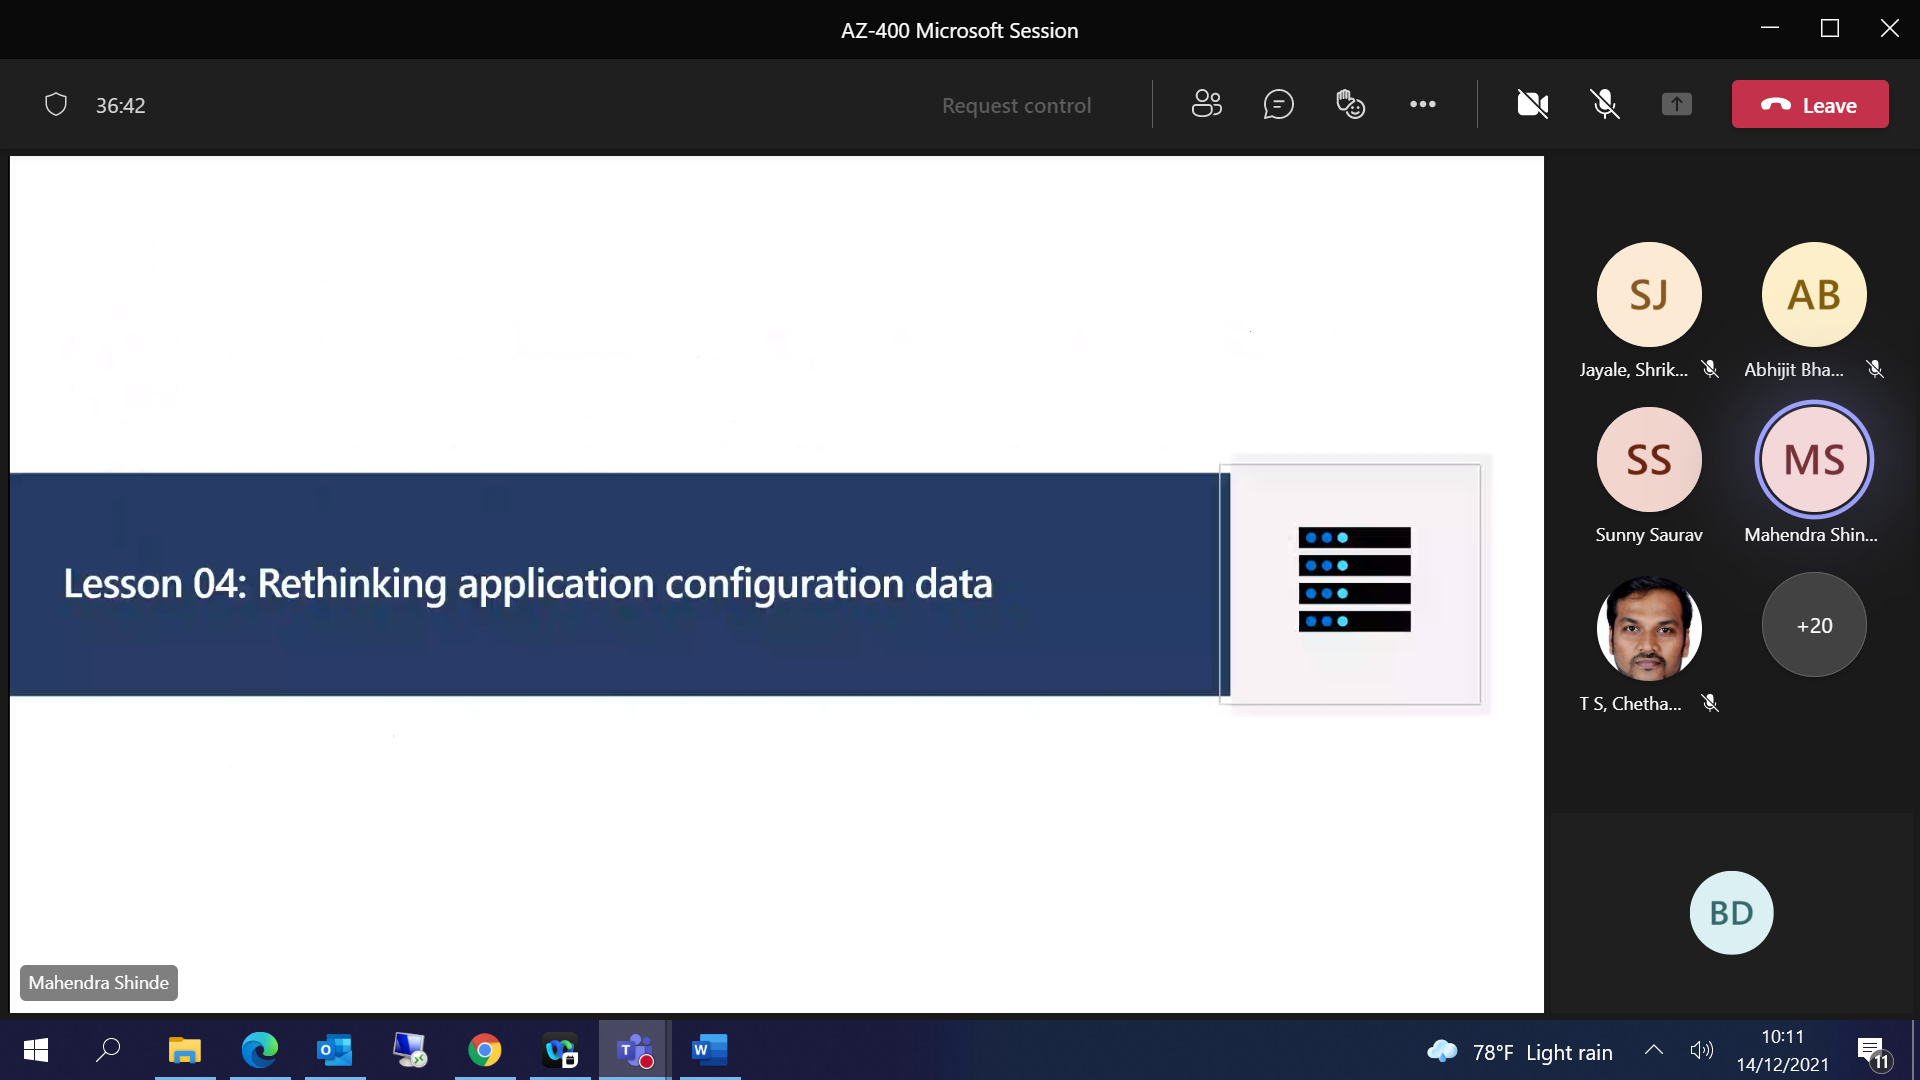 AZ-400 Microsoft Session
36:42
Request control
Leave
Lesson 04: Rethinking application configuration data
Mahendra Shinde
SJ
AB
Jayale, Shrik...
Abhijit Bha...
SS
MS
Sunny Saurav
Mahendra Shin...
+20
T S, Chetha...
BD
78°F Light rain
10:11
14/12/2021
11